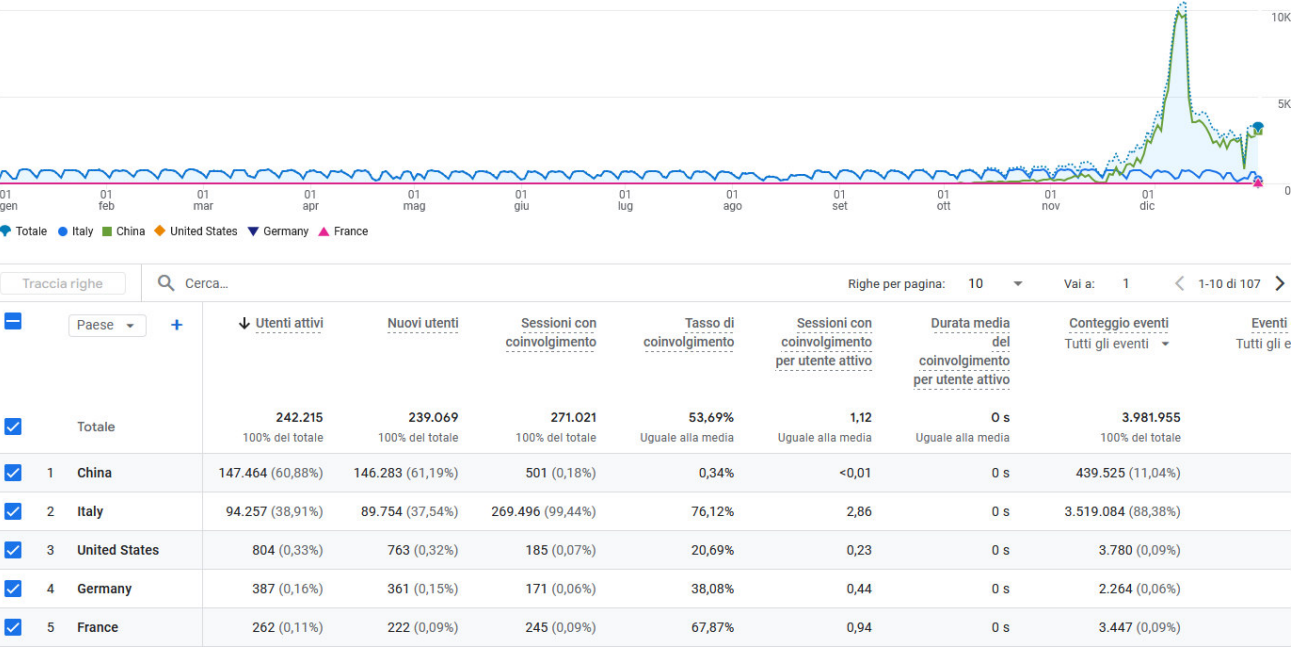 10K
5K
0
01 01 01 01 01 01 01 01 01 01 01 01
gen feb mar apr mag giu lug ago set ott nov dic
Totale Italy China United States Germany France
Traccia righe Cerca... Righe per pagina: 10 Vai a: 1 1-10 di 107
Paese + Utenti attivi Nuovi utenti Sessioni con Tasso di Sessioni con Durata media Conteggio eventi Eventi
coinvolgimento coinvolgimento coinvolgimento del Tutti gli eventi Tutti gli e
per utente attivo coinvolgimento
per utente attivo
Totale 242.215 239.069 271.021 53,69% 1,12 0 s 3.981.955
100% del totale 100% del totale 100% del totale Uguale alla media Uguale alla media Uguale alla media 100% del totale
1 China 147.464 (60,88%) 146.283 (61,19%) 501 (0,18%) 0,34% <0,01 0 s 439.525 (11,04%)
2 Italy 94.257 (38,91%) 89.754 (37,54%) 269.496 (99,44%) 76,12% 2,86 0 s 3.519.084 (88,38%)
3 United States 804 (0,33%) 763 (0,32%) 185 (0,07%) 20,69% 0,23 0 s 3.780 (0,09%)
4 Germany 387 (0,16%) 361 (0,15%) 171 (0,06%) 38,08% 0,44 0 s 2.264 (0,06%)
5 France 262 (0,11%) 222 (0,09%) 245 (0,09%) 67,87% 0,94 0 s 3.447 (0,09%)